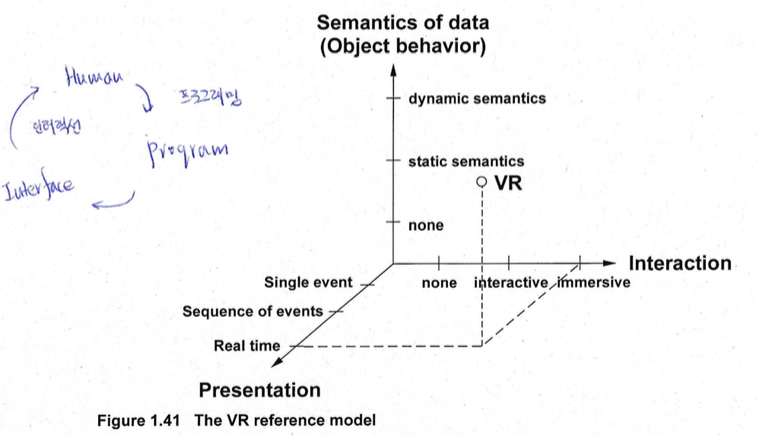 Semantics of data
(Object behavior)
Human
프로그래밍
인터랙션
Program
Interface
dynamic semantics
static semantics
VR
none
Interaction
none interactive immersive
Single event
Sequence of events
Real time
Presentation
Figure 1.41 The VR reference model